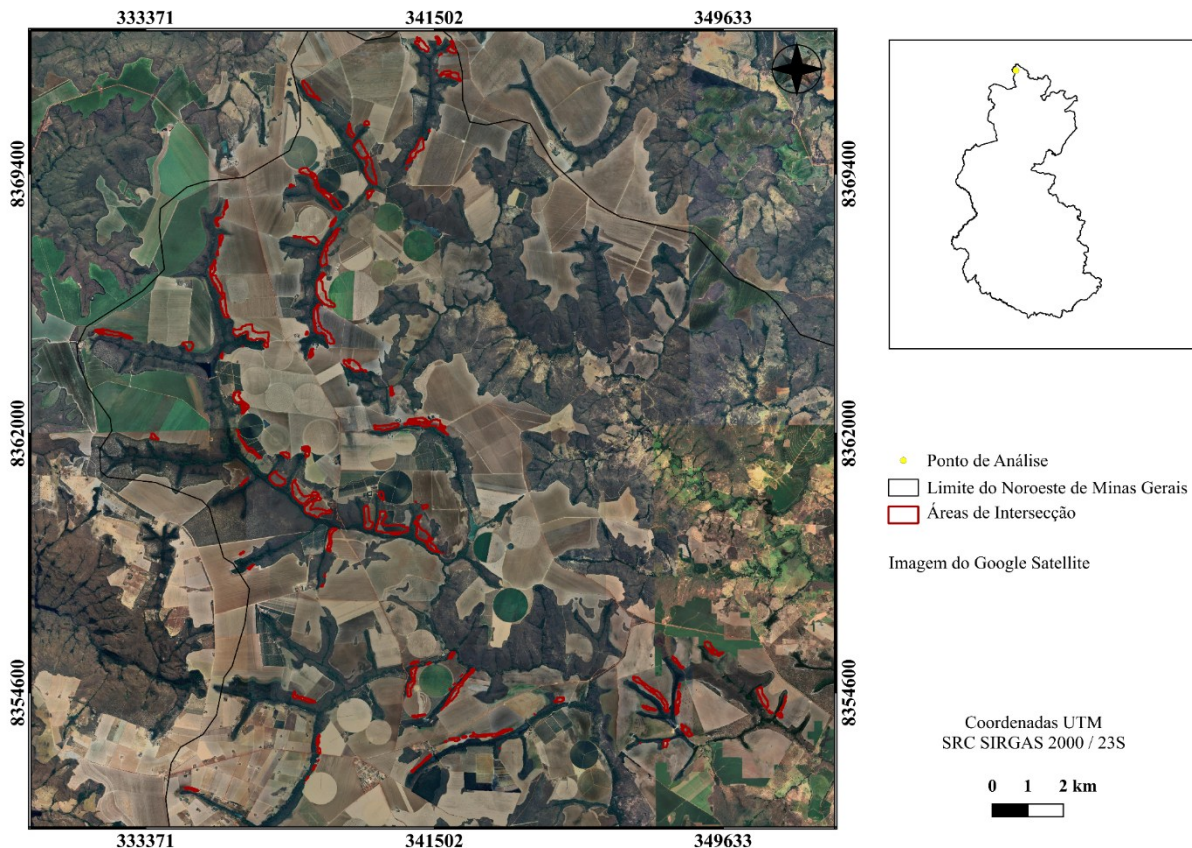 333371 341502 349633
8369400 8369400
8362000 8362000
8354600 8354600
333371 341502 349633
Ponto de Análise
Limite do Noroeste de Minas Gerais
Áreas de Intersecção
Imagem do Google Satellite
Coordenadas UTM
SRC SIRGAS 2000 / 23S
0 1 2 km